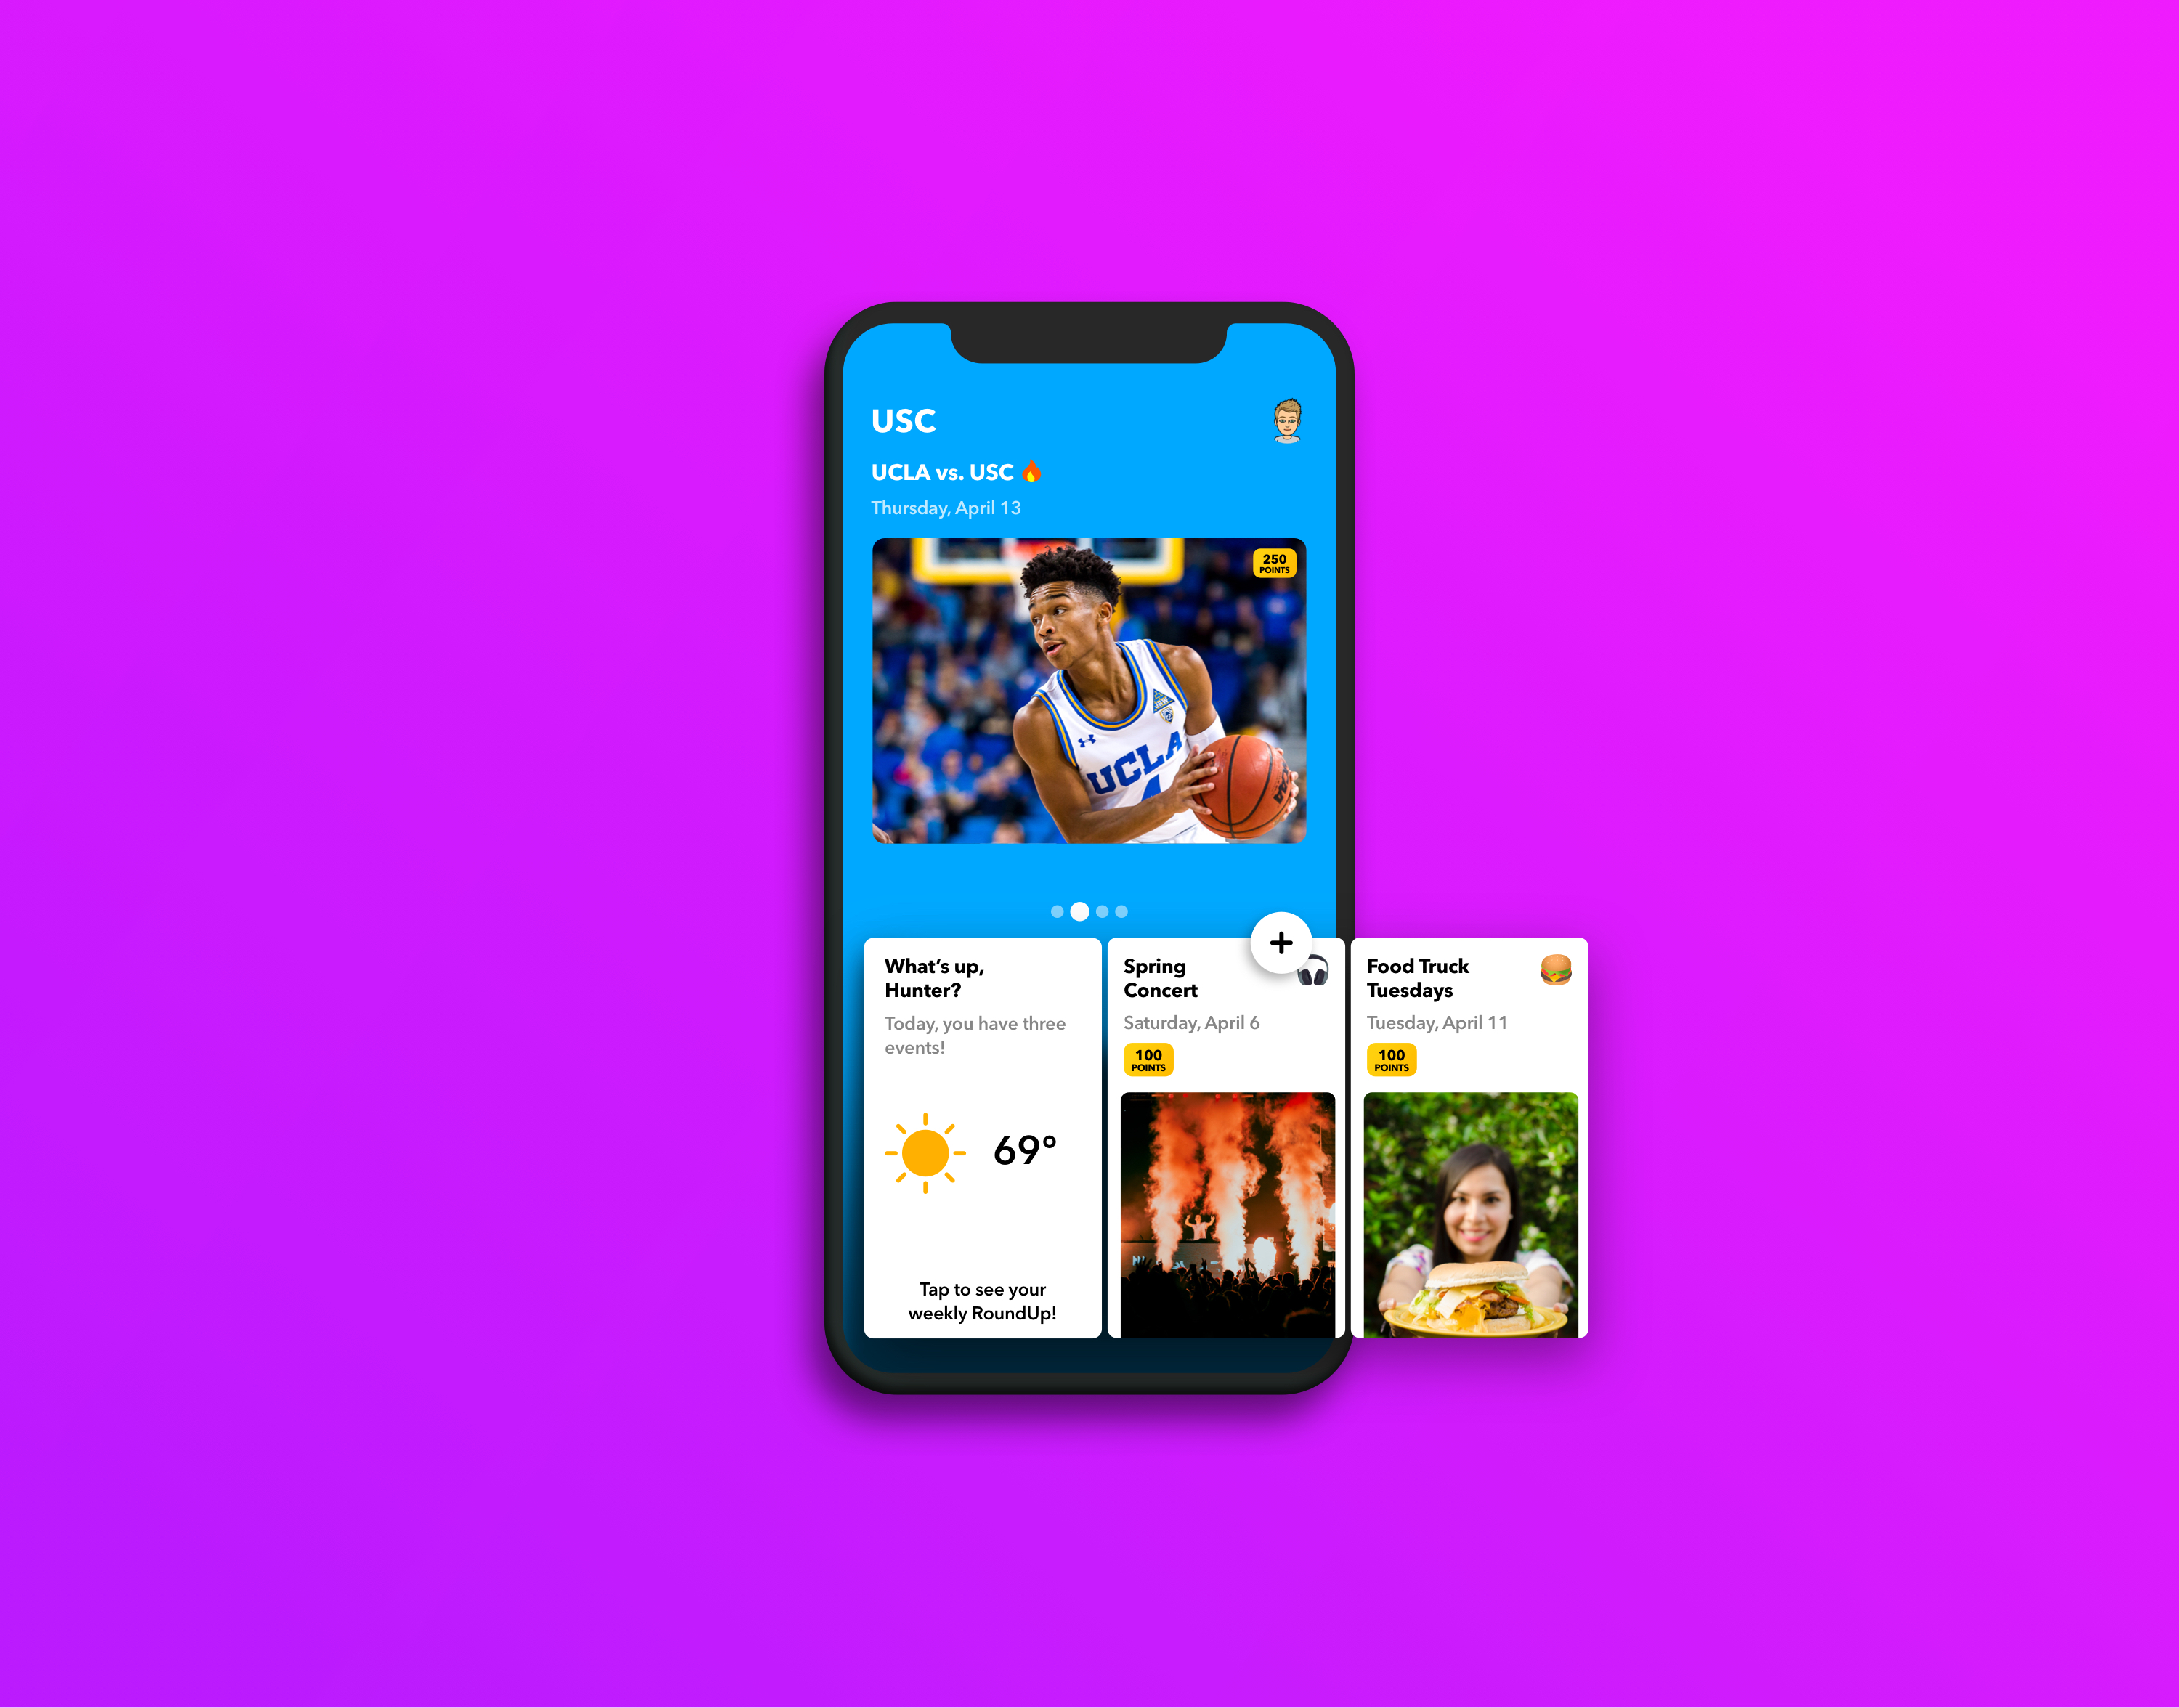 USC
UCLA vs. USC 🔥
Thursday, April 13
250
POINTS
UCLA
What's up,
Hunter?
Today, you have three
events!
69°
Tap to see your
weekly RoundUp!
Spring
Concert
Saturday, April 6
100
POINTS
Food Truck
Tuesdays
Tuesday, April 11
100
POINTS